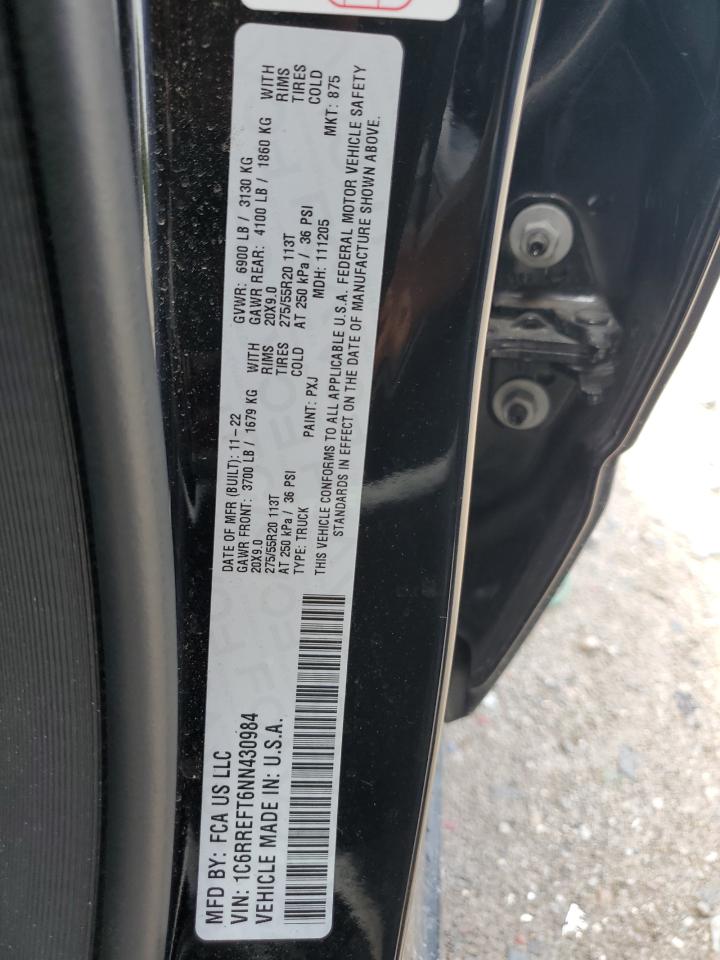 MFD BY: FCA US LLC
VIN: 1C6RREFT6NN430984
VEHICLE MADE IN: U.S.A.
DATE OF MFR (BUILT): 11-22 GVWR: 6900 LB / 3130 KG
GAWR FRONT: 3700 LB / 1679 KG WITH GAWR REAR: 4100 LB / 1860 KG WITH
20X9.0 RIMS 20X9.0 RIMS
275/55R20 113T TIRES 275/55R20 113T TIRES
AT 250 kPa / 36 PSI COLD AT 250 kPa / 36 PSI COLD
TYPE: TRUCK PAINT: PXJ MDH: 111205 MKT: 875
THIS VEHICLE CONFORMS TO ALL APPLICABLE U.S.A. FEDERAL MOTOR VEHICLE SAFETY
STANDARDS IN EFFECT ON THE DATE OF MANUFACTURE SHOWN ABOVE.